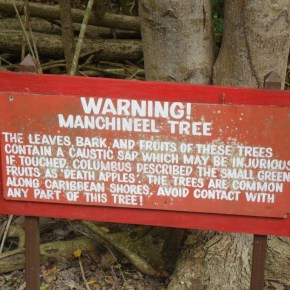 WARNING!
MANCHINEEL TREE
THE LEAVES, BARK, AND FRUITS OF THESE TREES
CONTAIN A CAUSTIC SAP WHICH MAY BE INJURIOUS
IF TOUCHED. COLUMBUS DESCRIBED THE SMALL GREEN
FRUITS AS "DEATH APPLES". THE TREES ARE COMMON
ALONG CARIBBEAN SHORES. AVOID CONTACT WITH
ANY PART OF THIS TREE!